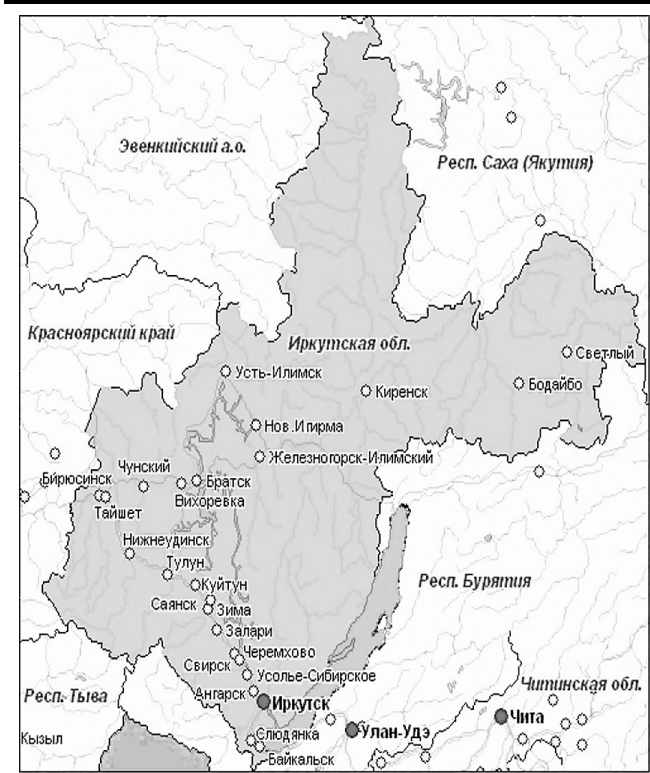 Эвенкийский а.о.
Респ. Саха (Якутия)
Красноярский край
Иркутская обл.
Светлый
Усть-Илимск
Бодайбо
Киренск
Нов.Игирма
Железногорск-Илимский
Чунский
Бирюсинск
Братск
Вихоревка
Тайшет
Нижнеудинск
Тулун
Респ. Бурятия
Куйтун
Саянск
Зима
Залари
Черемхово
Свирск
Усолье-Сибирское
Читинская обл.
Ангарск
Респ. Тыва
Иркутск
Чита
Улан-Удэ
Кызыл
Слюдянка
Байкальск